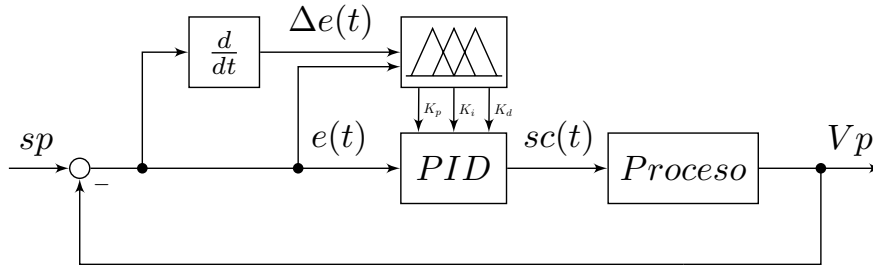 d/dt
Δe(t)
K_p K_i K_d
sp
−
e(t)
PID
sc(t)
Proceso
Vp